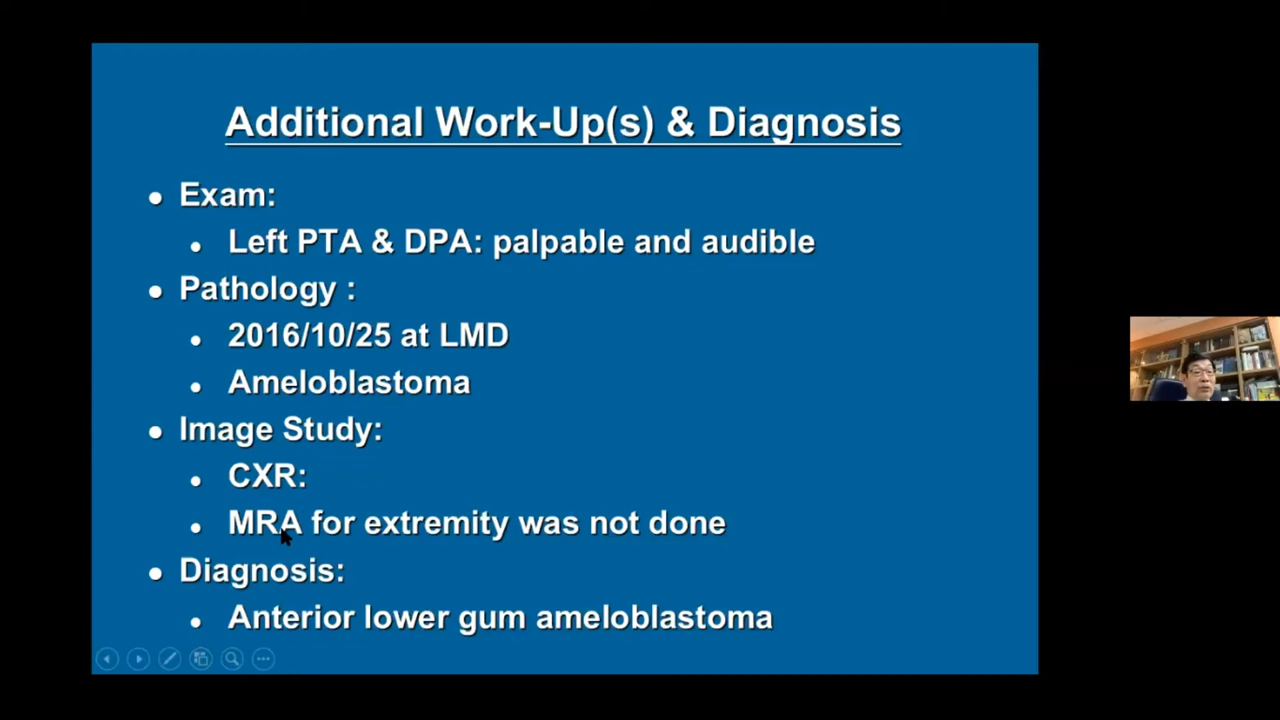 Additional Work-Up(s) & Diagnosis
Exam:
Left PTA & DPA: palpable and audible
Pathology :
2016/10/25 at LMD
Ameloblastoma
Image Study:
CXR:
MRA for extremity was not done
Diagnosis:
Anterior lower gum ameloblastoma